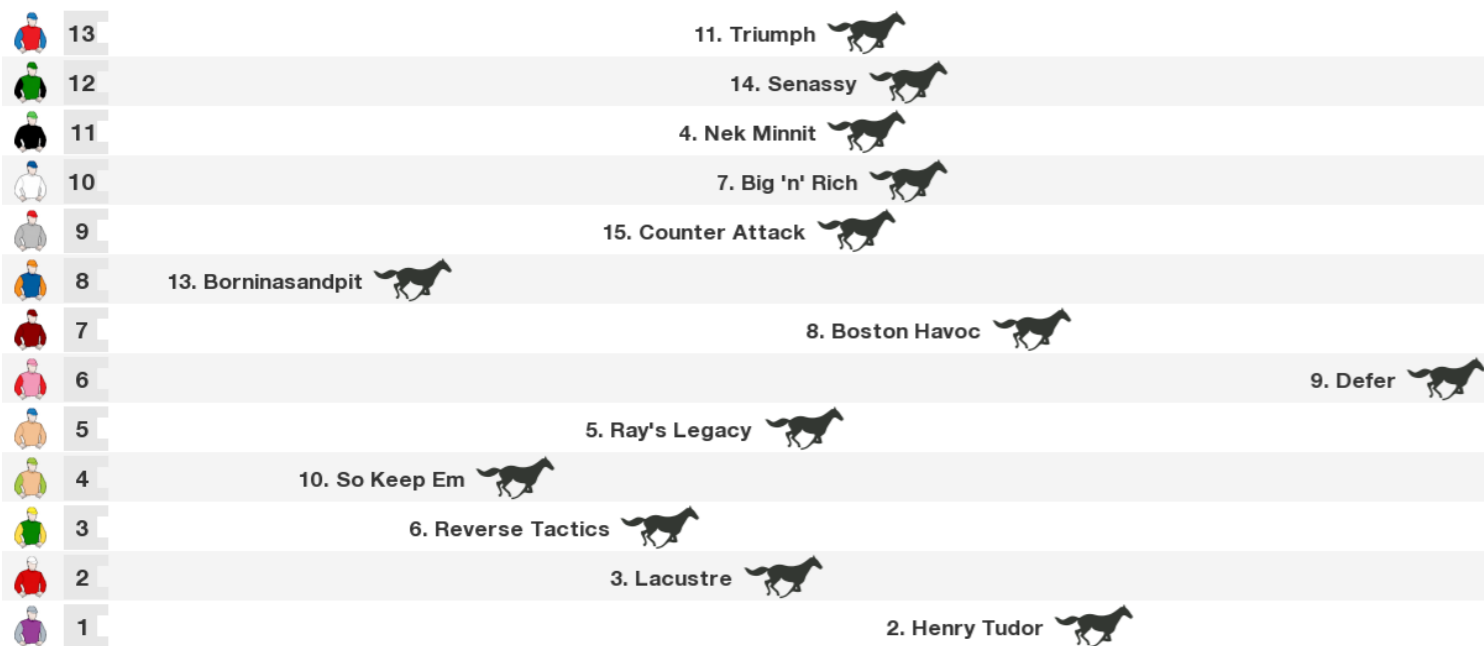 13 11. Triumph
12 14. Senassy
11 4. Nek Minnit
10 7. Big 'n' Rich
9 15. Counter Attack
8 13. Borninasandpit
7 8. Boston Havoc
6 9. Defer
5 5. Ray's Legacy
4 10. So Keep Em
3 6. Reverse Tactics
2 3. Lacustre
1 2. Henry Tudor